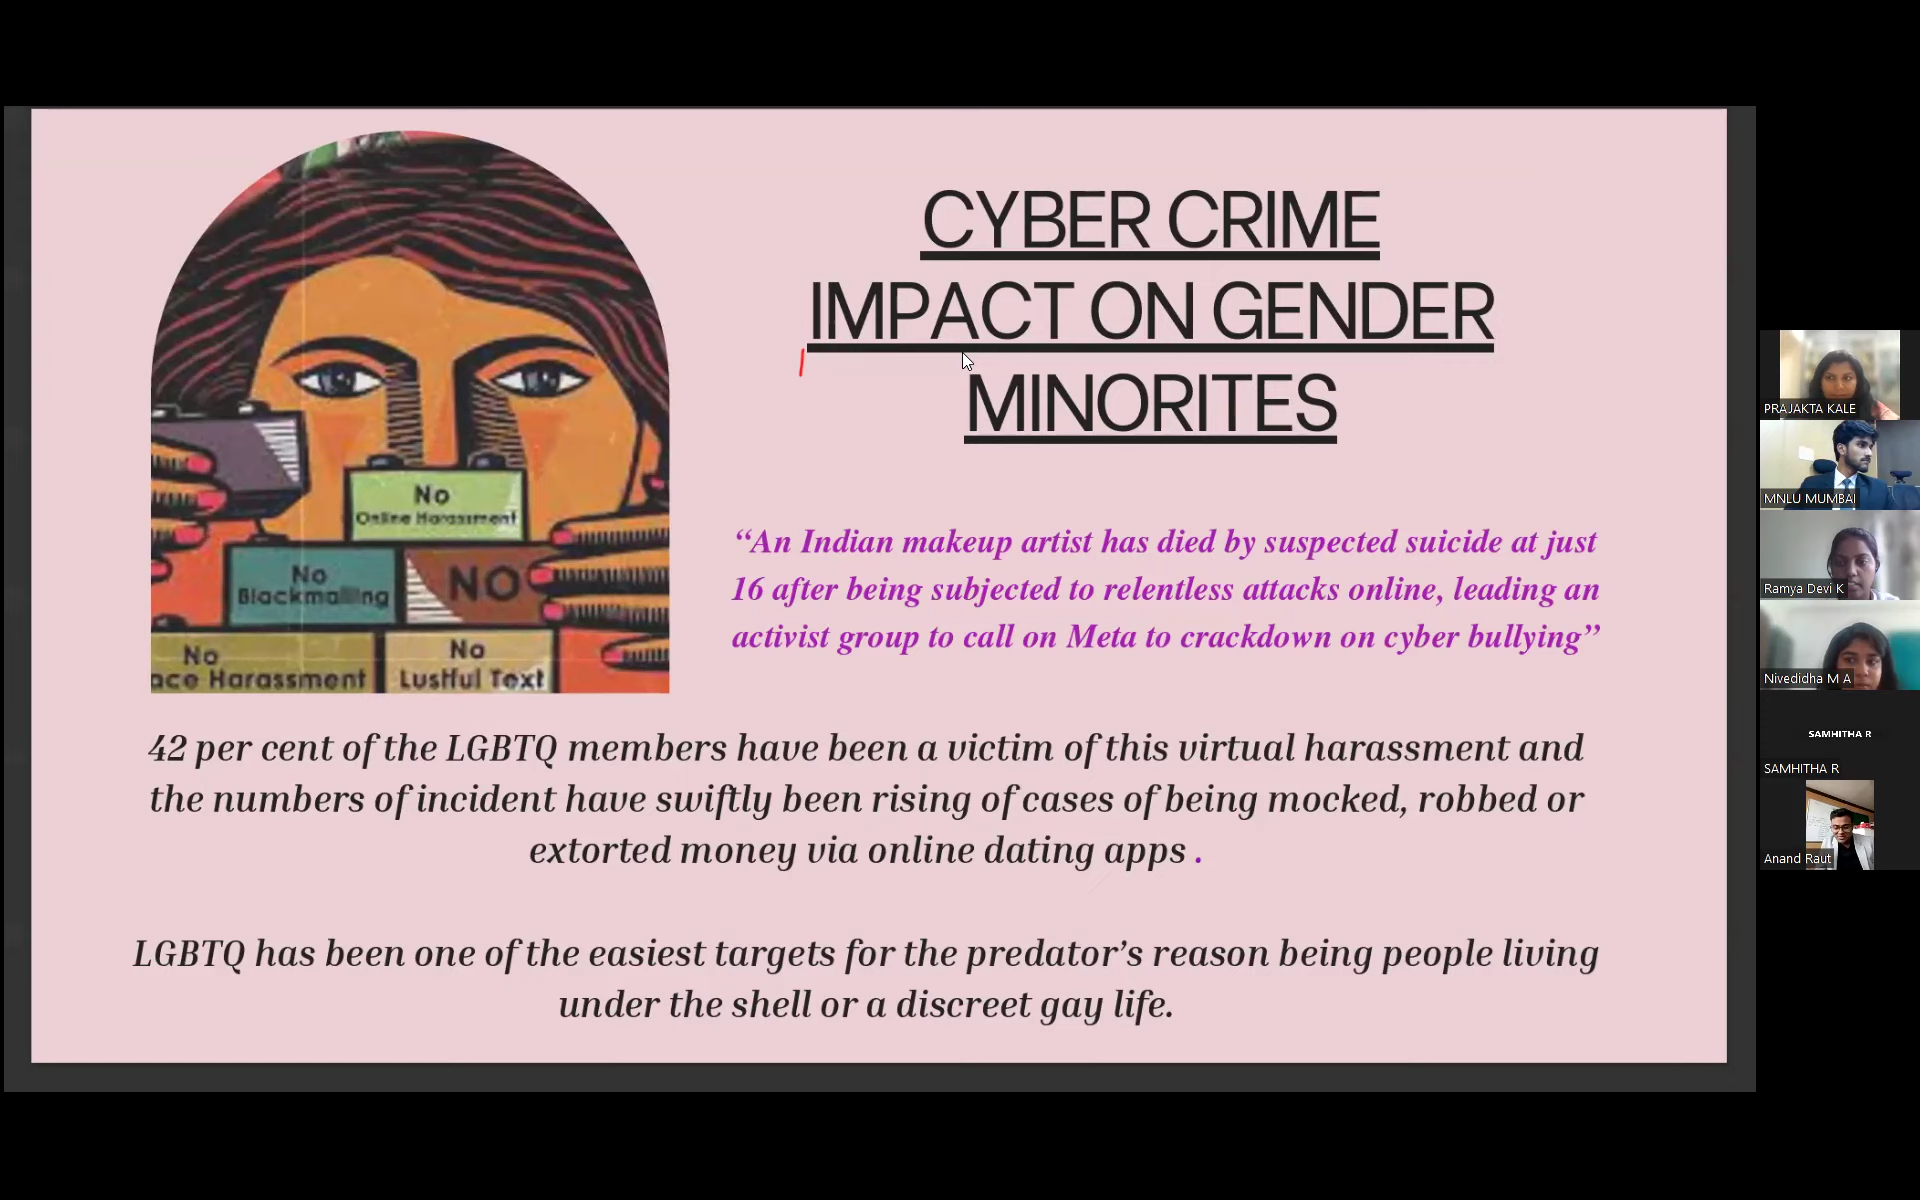 CYBER CRIME
IMPACT ON GENDER
MINORITES
No
Online Harassment
No
Blackmailing
NO
No
ace Harassment
No
Lustful Text
“An Indian makeup artist has died by suspected suicide at just
16 after being subjected to relentless attacks online, leading an
activist group to call on Meta to crackdown on cyber bullying”
42 per cent of the LGBTQ members have been a victim of this virtual harassment and
the numbers of incident have swiftly been rising of cases of being mocked, robbed or
extorted money via online dating apps .
LGBTQ has been one of the easiest targets for the predator’s reason being people living
under the shell or a discreet gay life.
PRAJAKTA KALE
MNLU MUMBAI
Ramya Devi K
Nivedidha M A
SAMHITHA R
SAMHITHA R
Anand Raut